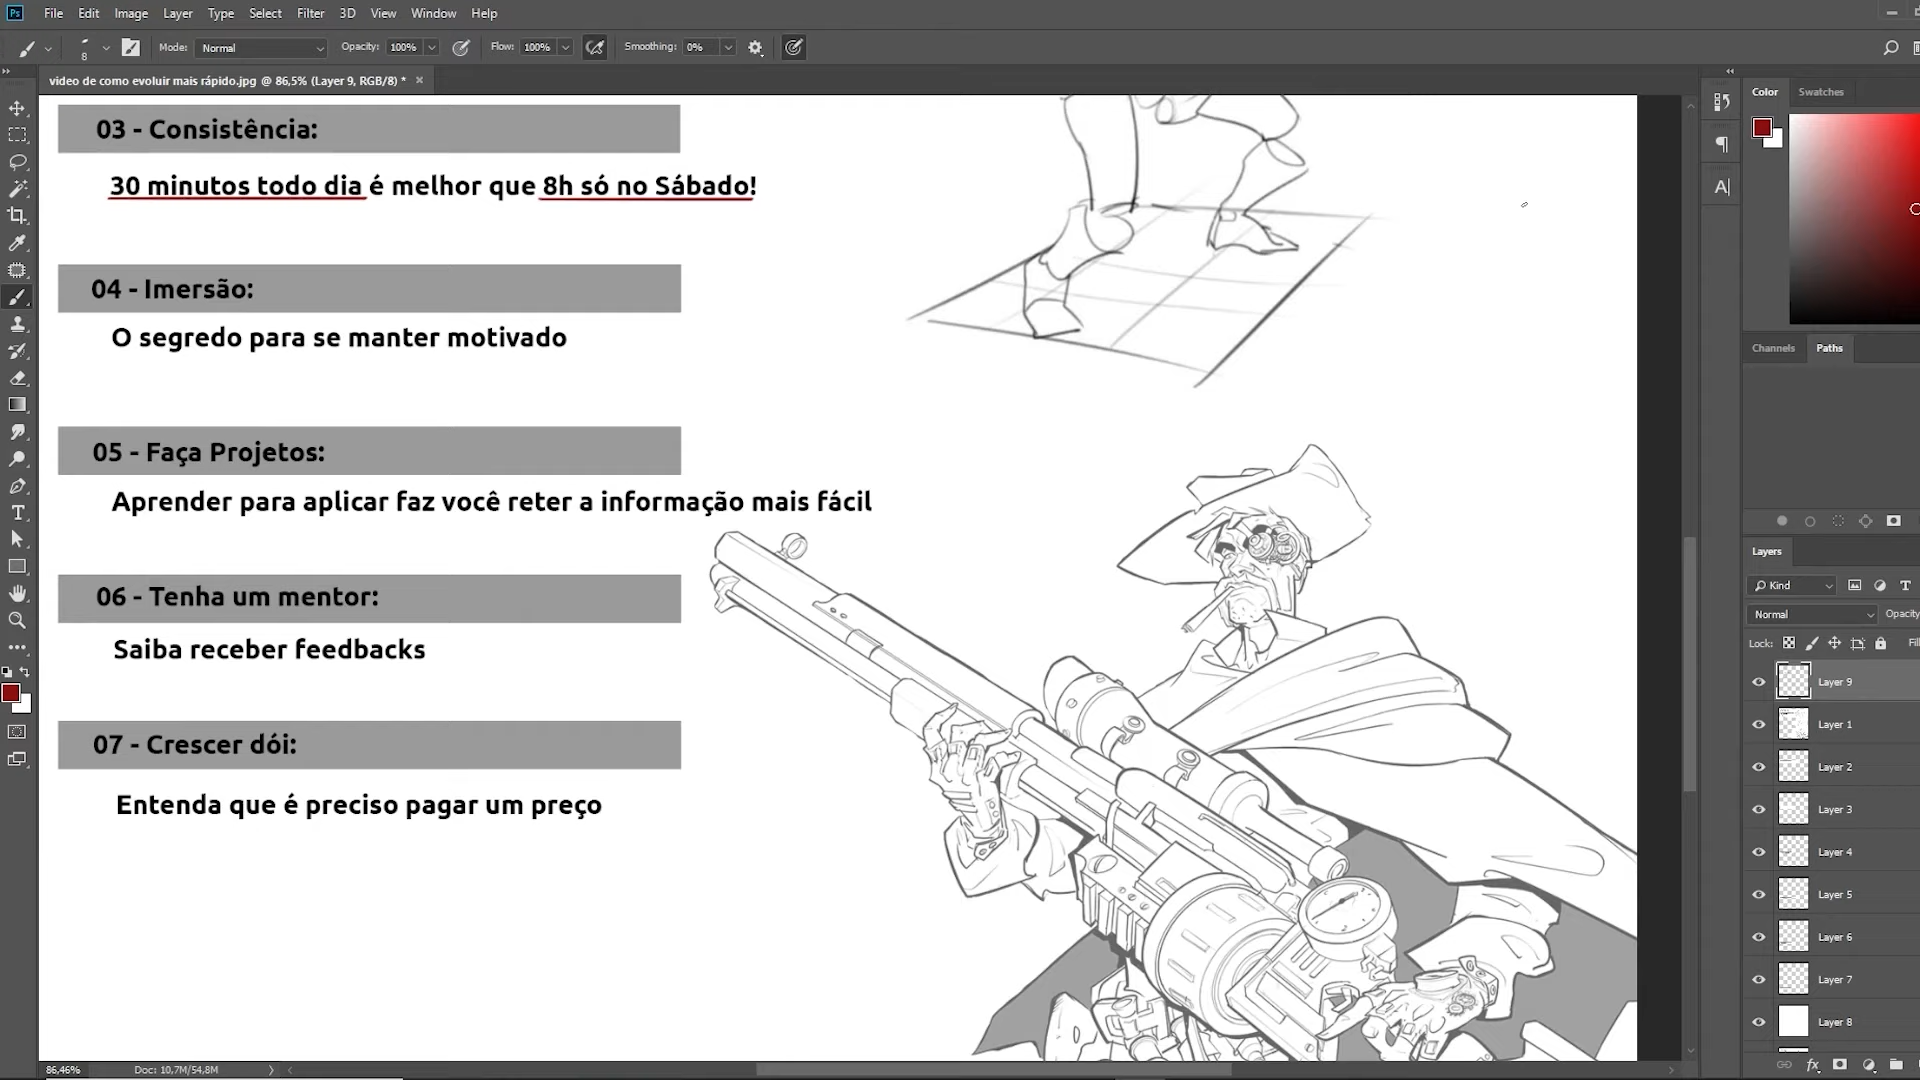 Ps File Edit Image Layer Type Select Filter 3D View Window Help
8 Mode: Normal Opacity: 100% Flow: 100% Smoothing: 0%
video de como evoluir mais rápido.jpg @ 86,5% (Layer 9, RGB/8) *
03 - Consistência:
30 minutos todo dia é melhor que 8h só no Sábado!
04 - Imersão:
O segredo para se manter motivado
05 - Faça Projetos:
Aprender para aplicar faz você reter a informação mais fácil
06 - Tenha um mentor:
Saiba receber feedbacks
07 - Crescer dói:
Entenda que é preciso pagar um preço
86,46% Doc: 10,7M/54,8M
Color Swatches
Channels Paths
Layers
Kind
Normal Opacity
Lock:
Layer 9
Layer 1
Layer 2
Layer 3
Layer 4
Layer 5
Layer 6
Layer 7
Layer 8